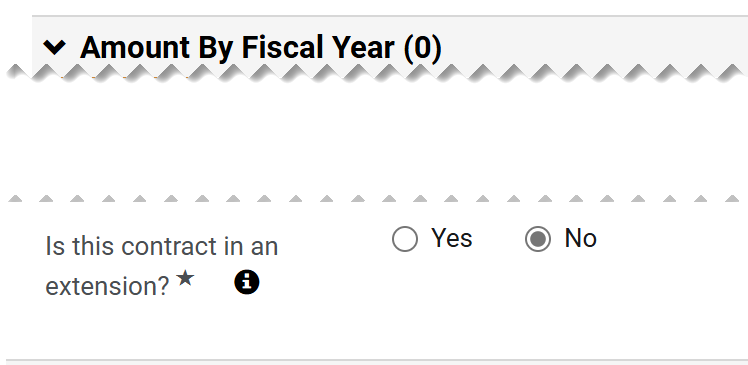 Amount By Fiscal Year (0)
Is this contract in an
extension? ★
Yes
No